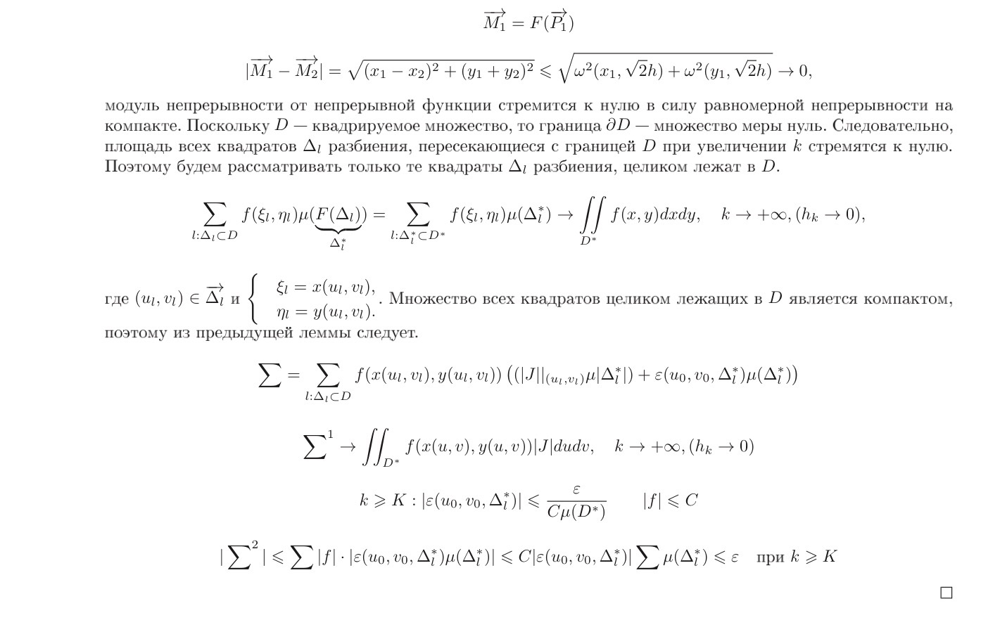 $\overrightarrow{M_1} = F(\overrightarrow{P_1})$
$|\overrightarrow{M_1} - \overrightarrow{M_2}| = \sqrt{(x_1 - x_2)^2 + (y_1 + y_2)^2} \leqslant \sqrt{\omega^2(x_1, \sqrt{2}h) + \omega^2(y_1, \sqrt{2}h)} \to 0,$
модуль непрерывности от непрерывной функции стремится к нулю в силу равномерной непрерывности на
компакте. Поскольку $D$ — квадрируемое множество, то граница $\partial D$ — множество меры нуль. Следовательно,
площадь всех квадратов $\Delta_l$ разбиения, пересекающиеся с границей $D$ при увеличении $k$ стремятся к нулю.
Поэтому будем рассматривать только те квадраты $\Delta_l$ разбиения, целиком лежат в $D$.
$\sum_{l:\Delta_l \subset D} f(\xi_l, \eta_l)\mu(\underbrace{F(\Delta_l)}_{\Delta_l^*}) = \sum_{l:\Delta_l^* \subset D^*} f(\xi_l, \eta_l)\mu(\Delta_l^*) \to \iint\limits_{D^*} f(x, y)dxdy, \quad k \to +\infty, (h_k \to 0),$
где $(u_l, v_l) \in \overrightarrow{\Delta_l}$ и $\begin{cases} \xi_l = x(u_l, v_l), \\ \eta_l = y(u_l, v_l). \end{cases}$. Множество всех квадратов целиком лежащих в $D$ является компактом,
поэтому из предыдущей леммы следует.
$\sum = \sum_{l:\Delta_l \subset D} f(x(u_l, v_l), y(u_l, v_l)) \left((|J||_{(u_l, v_l)}\mu|\Delta_l^*|) + \varepsilon(u_0, v_0, \Delta_l^*)\mu(\Delta_l^*)\right)$
$\sum^1 \to \iint_{D^*} f(x(u, v), y(u, v))|J|dudv, \quad k \to +\infty, (h_k \to 0)$
$k \geqslant K : |\varepsilon(u_0, v_0, \Delta_l^*)| \leqslant \frac{\varepsilon}{C\mu(D^*)} \qquad |f| \leqslant C$
$|\sum^2| \leqslant \sum |f| \cdot |\varepsilon(u_0, v_0, \Delta_l^*)\mu(\Delta_l^*)| \leqslant C|\varepsilon(u_0, v_0, \Delta_l^*)| \sum \mu(\Delta_l^*) \leqslant \varepsilon \quad \text{при } k \geqslant K$
□